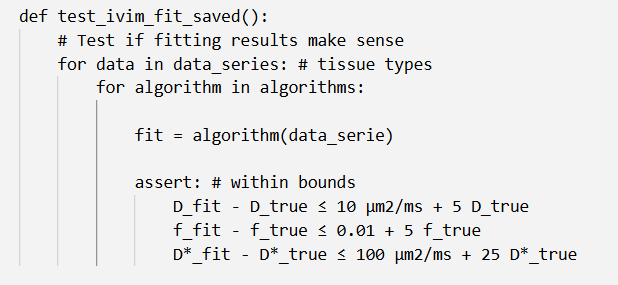 def test_ivim_fit_saved():
# Test if fitting results make sense
for data in data_series: # tissue types
for algorithm in algorithms:
fit = algorithm(data_serie)
assert: # within bounds
D_fit - D_true ≤ 10 µm2/ms + 5 D_true
f_fit - f_true ≤ 0.01 + 5 f_true
D*_fit - D*_true ≤ 100 µm2/ms + 25 D*_true